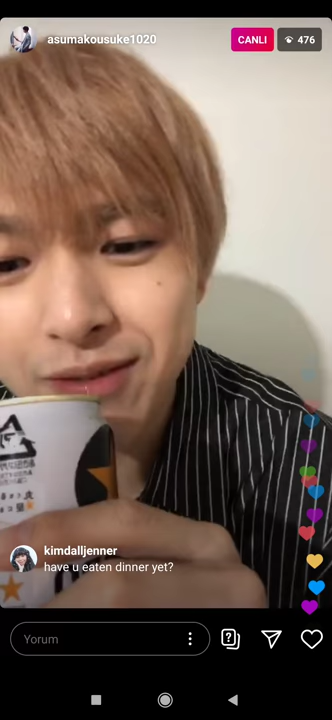 asumakousuke1020
CANLI
476
kimdalljenner
have u eaten dinner yet?
Yorum